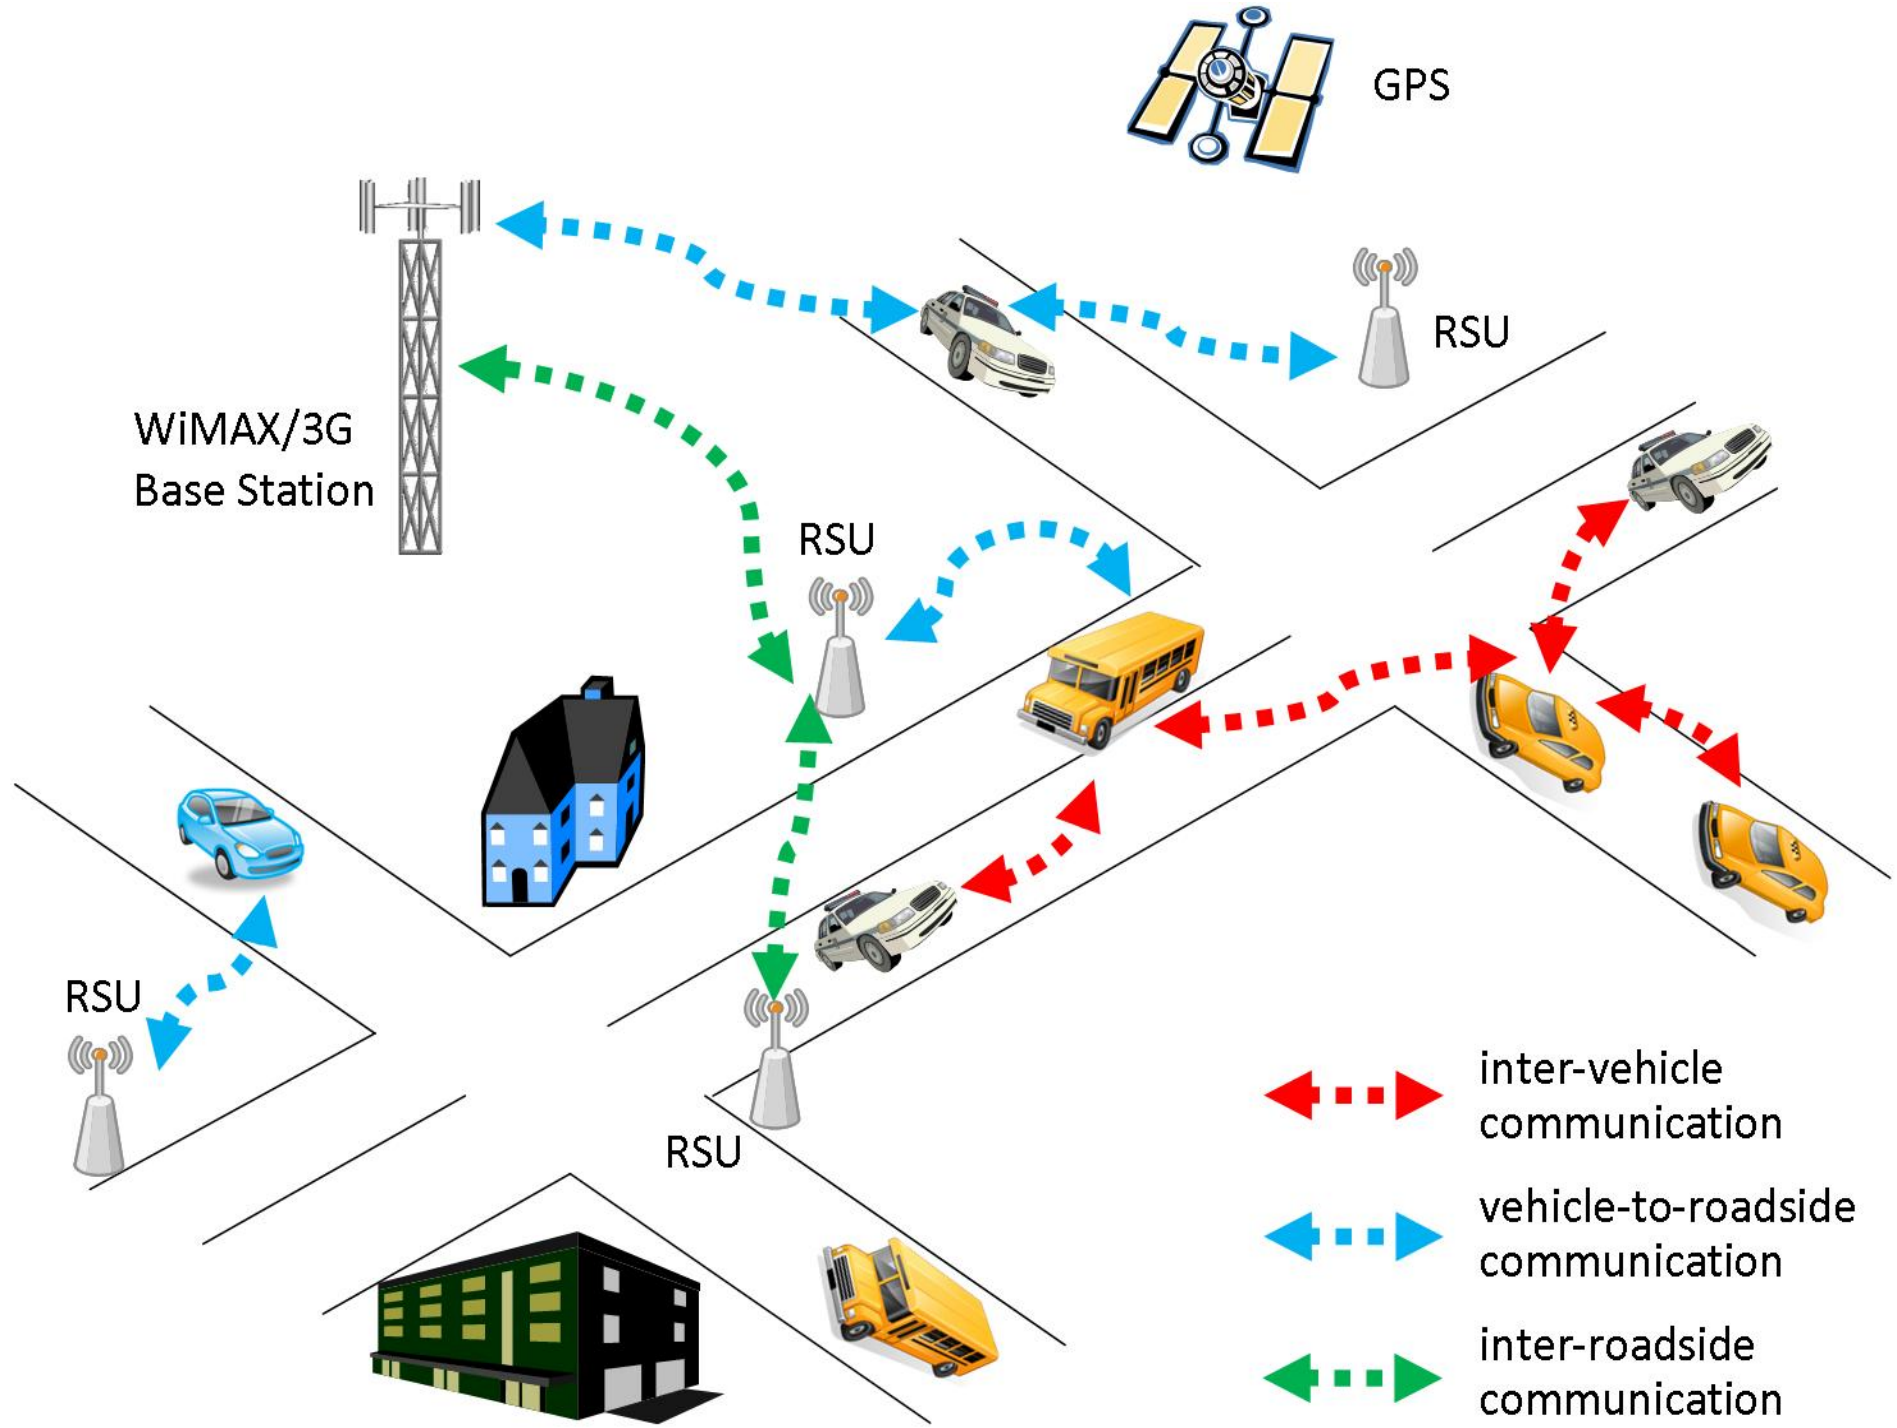 GPS
RSU
WiMAX/3G
Base Station
RSU
RSU
RSU
inter-vehicle
communication
vehicle-to-roadside
communication
inter-roadside
communication